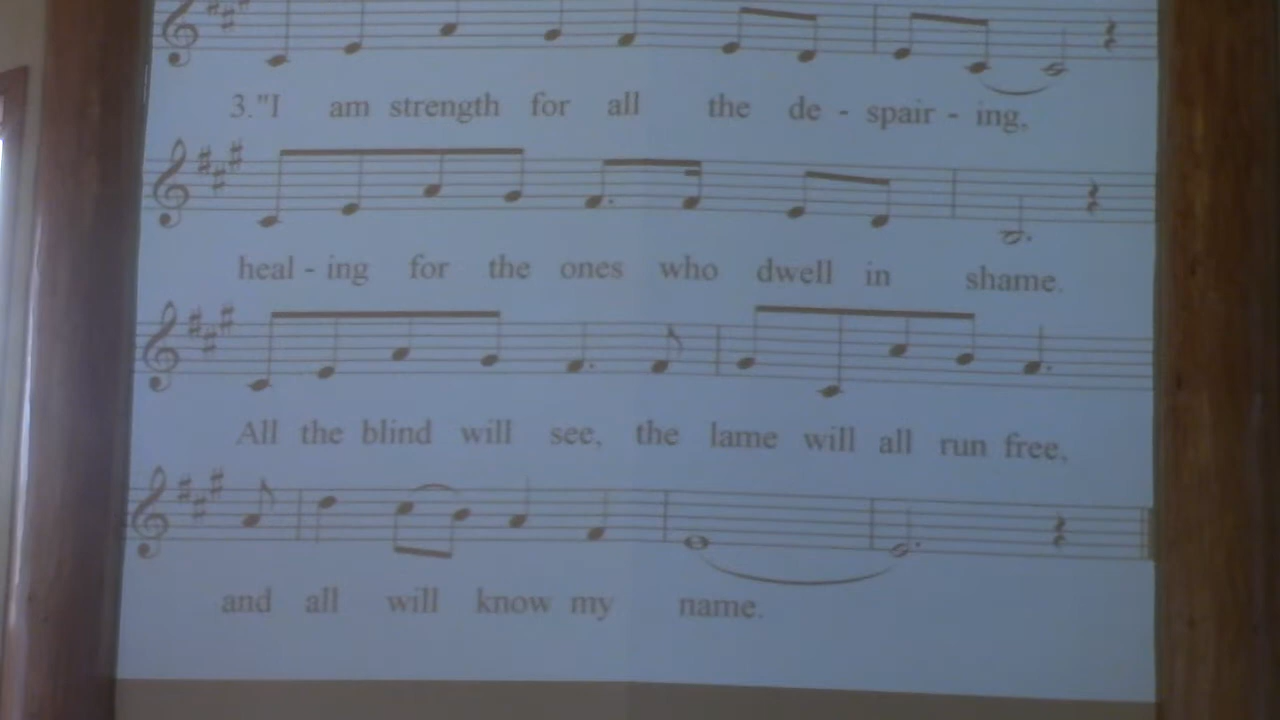 3."I am strength for all the de - spair - ing,
heal - ing for the ones who dwell in shame.
All the blind will see, the lame will all run free,
and all will know my name.